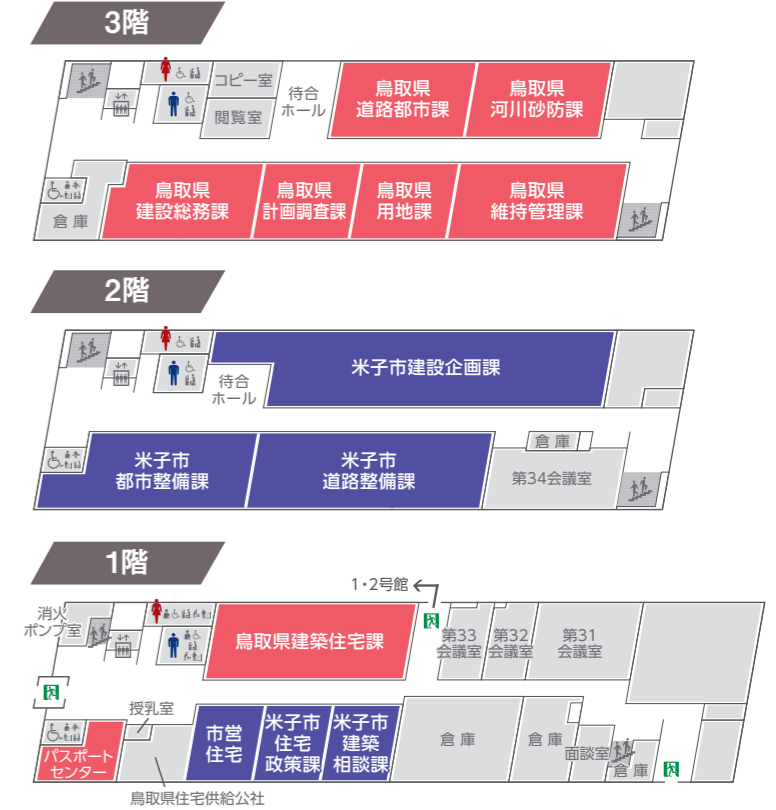 3階
コピー室
閲覧室
待合
ホール
鳥取県
道路都市課
鳥取県
河川砂防課
倉庫
鳥取県
建設総務課
鳥取県
計画調査課
鳥取県
用地課
鳥取県
維持管理課
2階
待合
ホール
米子市建設企画課
米子市
都市整備課
米子市
道路整備課
倉庫
第34会議室
1階
1・2号館
消火
ポンプ室
鳥取県建築住宅課
第33
会議室
第32
会議室
第31
会議室
授乳室
パスポート
センター
市営
住宅
米子市
住宅
政策課
米子市
建築
相談課
倉庫
倉庫
面談室
倉庫
鳥取県住宅供給公社